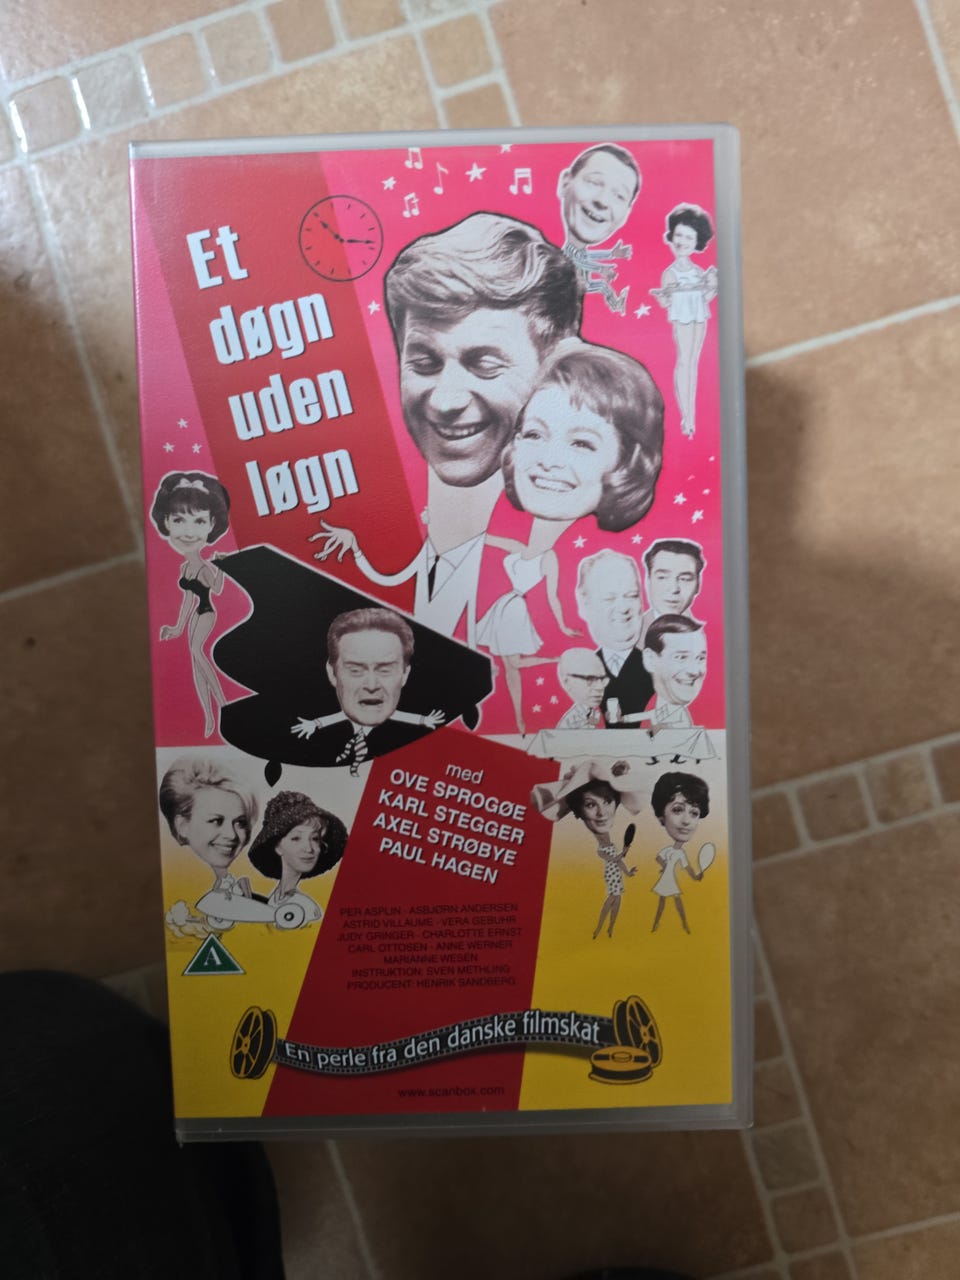 Et
døgn
uden
løgn
med
OVE SPROGØE
KARL STEGGER
AXEL STRØBYE
PAUL HAGEN
PER ASPLIN - ASBJØRN ANDERSEN
ASTRID VILLAUME - VERA GEBUHR
JUDY GRINGER - CHARLOTTE ERNST
CARL OTTOSEN - ANNE WERNER
MARIANNE WESEN
INSTRUKTION: SVEN METHLING
PRODUCENT: HENRIK SANDBERG
A
En perle fra den danske filmskat
www.scanbox.com